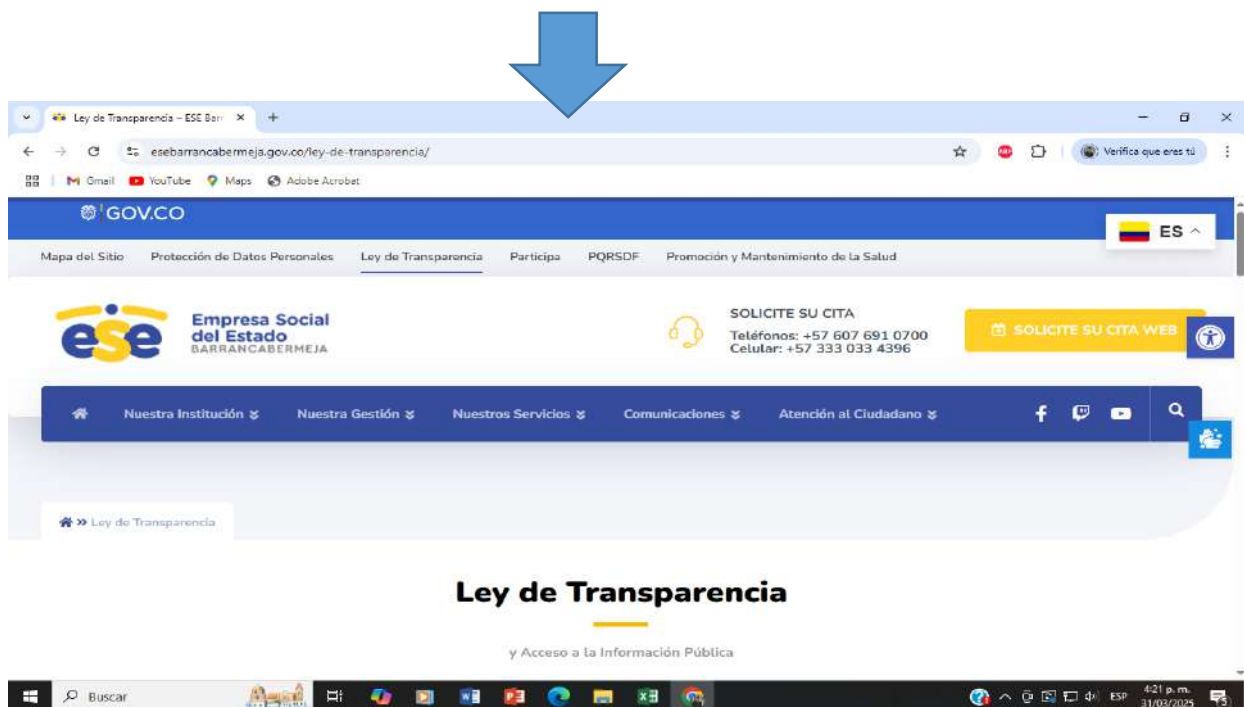 Ley de Transparencia – ESE Barr
esebarrancabermeja.gov.co/ley-de-transparencia/
Verifica que eres tú
Gmail YouTube Maps Adobe Acrobat
GOV.CO
ES
Mapa del Sitio Protección de Datos Personales Ley de Transparencia Participa PQRSDF Promoción y Mantenimiento de la Salud
ese
Empresa Social
del Estado
BARRANCABERMEJA
SOLICITE SU CITA
Teléfonos: +57 607 691 0700
Celular: +57 333 033 4396
SOLICITE SU CITA WEB
Nuestra Institución Nuestra Gestión Nuestros Servicios Comunicaciones Atención al Ciudadano
» Ley de Transparencia
Ley de Transparencia
y Acceso a la Información Pública
Buscar
ESP
4:21 p. m.
31/03/2025